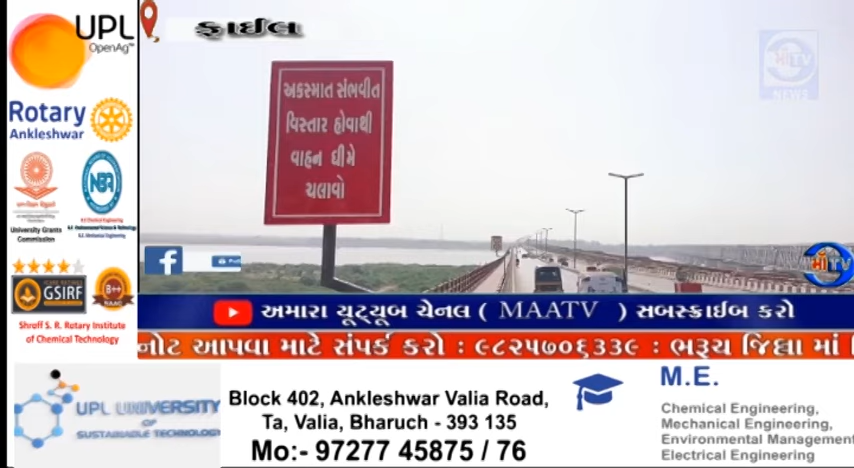 UPL
OpenAg™
Rotary
Ankleshwar
University Grants
Commission
NBA
GSIRF
B++
NAAC
Shroff S. R. Rotary Institute
of Chemical Technology
ફાઈલ
અકસ્માત સંભવીત
વિસ્તાર હોવાથી
વાહન ધીમે
ચલાવો
માં TV
NEWS
માં TV
અમારા યૂટ્યૂબ ચેનલ ( MAATV ) સબસ્ક્રાઈબ કરો
નોટ આપવા માટે સંપર્ક કરો : ૯૮૨૫૭૦૬૩૩૯ : ભરૂચ જિલ્લા માં
UPL UNIVERSITY
OF
SUSTAINABLE TECHNOLOGY
Block 402, Ankleshwar Valia Road,
Ta, Valia, Bharuch - 393 135
Mo:- 97277 45875 / 76
M.E.
Chemical Engineering,
Mechanical Engineering,
Environmental Management
Electrical Engineering